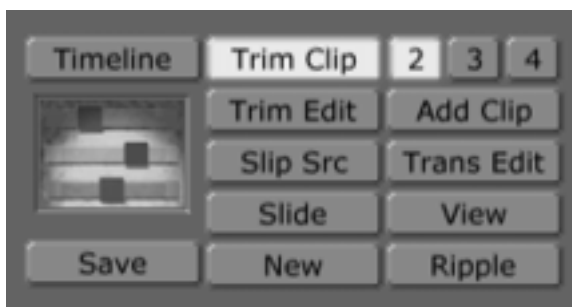 Timeline Trim Clip 2 3 4
Trim Edit Add Clip
Slip Src Trans Edit
Slide View
Save New Ripple